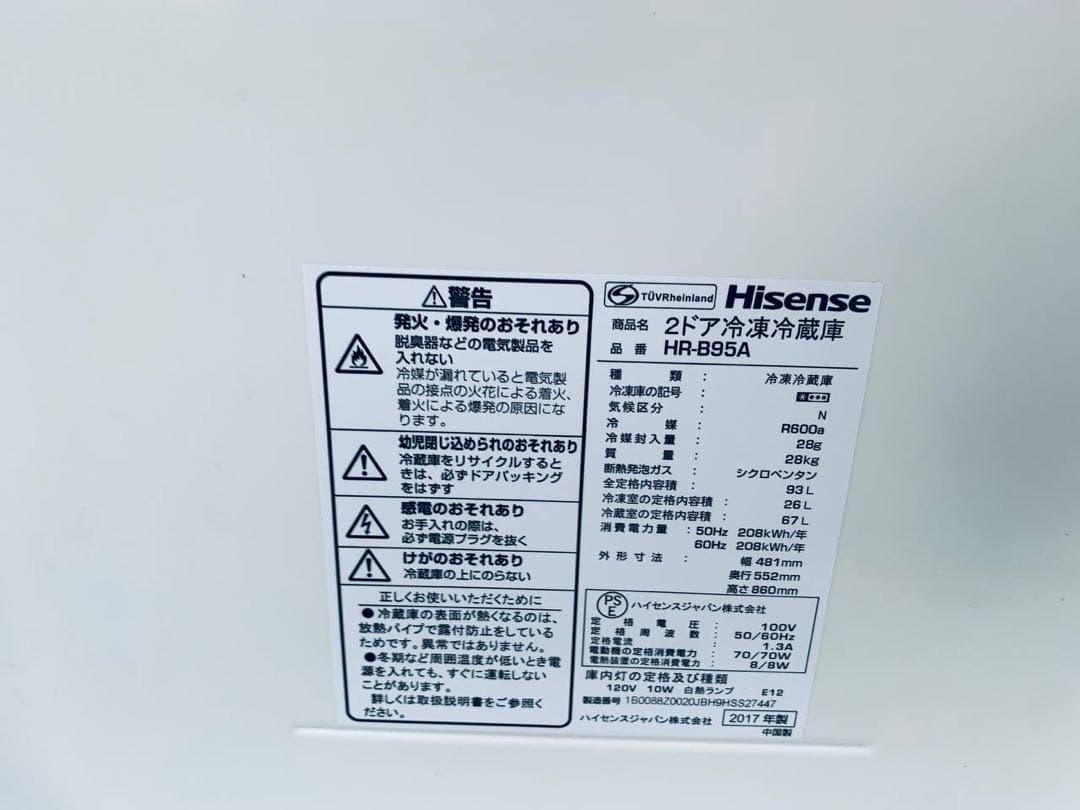 警告
発火・爆発のおそれあり
脱臭器などの電気製品を
入れない
冷媒が漏れていると電気製
品の接点の火花による着火、
着火による爆発の原因にな
ります。
幼児閉じ込められのおそれあり
冷蔵庫をリサイクルすると
きは、必ずドアパッキング
をはずす
感電のおそれあり
お手入れの際は、
必ず電源プラグを抜く
けがのおそれあり
冷蔵庫の上にのらない
正しくお使いいただくために
●冷蔵庫の表面が熱くなるのは、
放熱パイプで露付防止をしている
ためです。異常ではありません。
●冬期など周囲温度が低いとき電
源を入れても、すぐに運転しない
ことがあります。
詳しくは取扱説明書をご参照く
ださい。
TÜVRheinland Hisense
商品名 2ドア冷凍冷蔵庫
品番 HR-B95A
種類 : 冷凍冷蔵庫
冷凍庫の記号 : ****
気候区分 : N
冷媒 : R600a
冷媒封入量 : 28g
質量 : 28kg
断熱発泡ガス : シクロペンタン
全定格内容積 : 93L
冷凍室の定格内容積 : 26L
冷蔵室の定格内容積 : 67L
消費電力量 : 50Hz 208kWh/年
60Hz 208kWh/年
外形寸法 : 幅 481mm
奥行 552mm
高さ 860mm
PSE ハイセンスジャパン株式会社
定格電圧 : 100V
定格周波数 : 50/60Hz
定格電流 : 1.3A
電動機の定格消費電力 : 70/70W
電熱装置の定格消費電力 : 8/8W
庫内灯の定格及び種類
120V 10W 白熱ランプ E12
製造番号 1B0088Z0020JBH9HSS27447
ハイセンスジャパン株式会社 2017年製
中国製